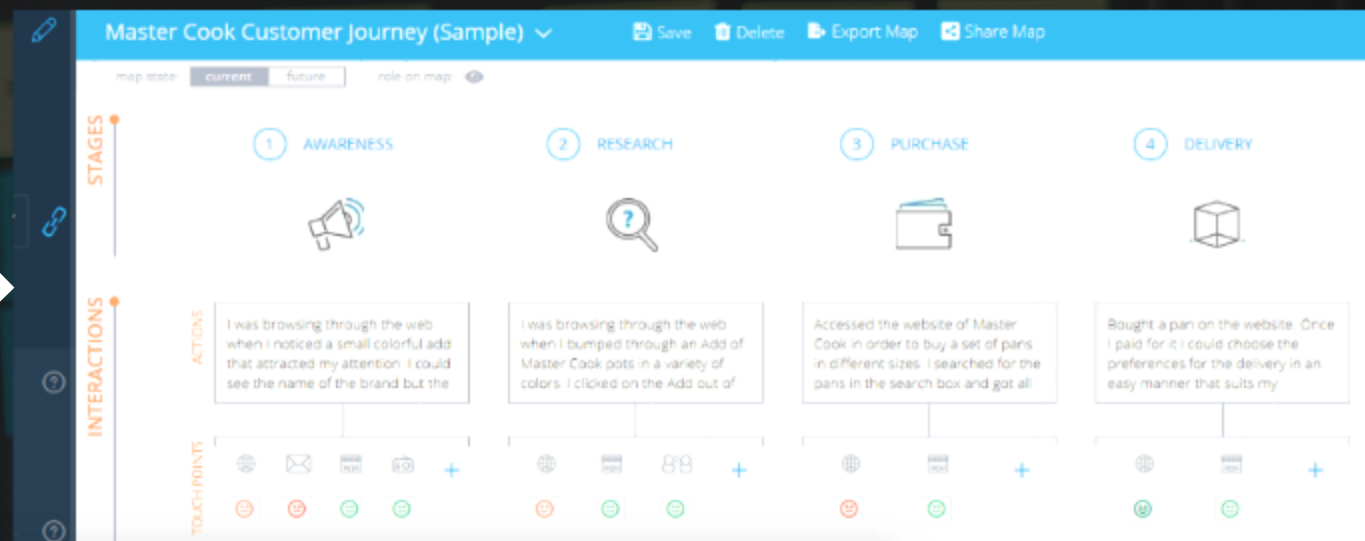 Master Cook Customer Journey (Sample) Save Delete Export Map Share Map
map state: current future role on map:
STAGES
1 AWARENESS
2 RESEARCH
?
3 PURCHASE
4 DELIVERY
INTERACTIONS
ACTIONS
I was browsing through the web
when I noticed a small colorful add
that attracted my attention. I could
see the name of the brand but the
I was browsing through the web
when I bumped through an Add of
Master Cook pots in a variety of
colors. I clicked on the Add out of
Accessed the website of Master
Cook in order to buy a set of pans
in different sizes. I searched for the
pans in the search box and got all
Bought a pan on the website. Once
I paid for it I could choose the
preferences for the delivery in an
easy manner that suits my
TOUCH POINTS
+
+
+
+
?
?